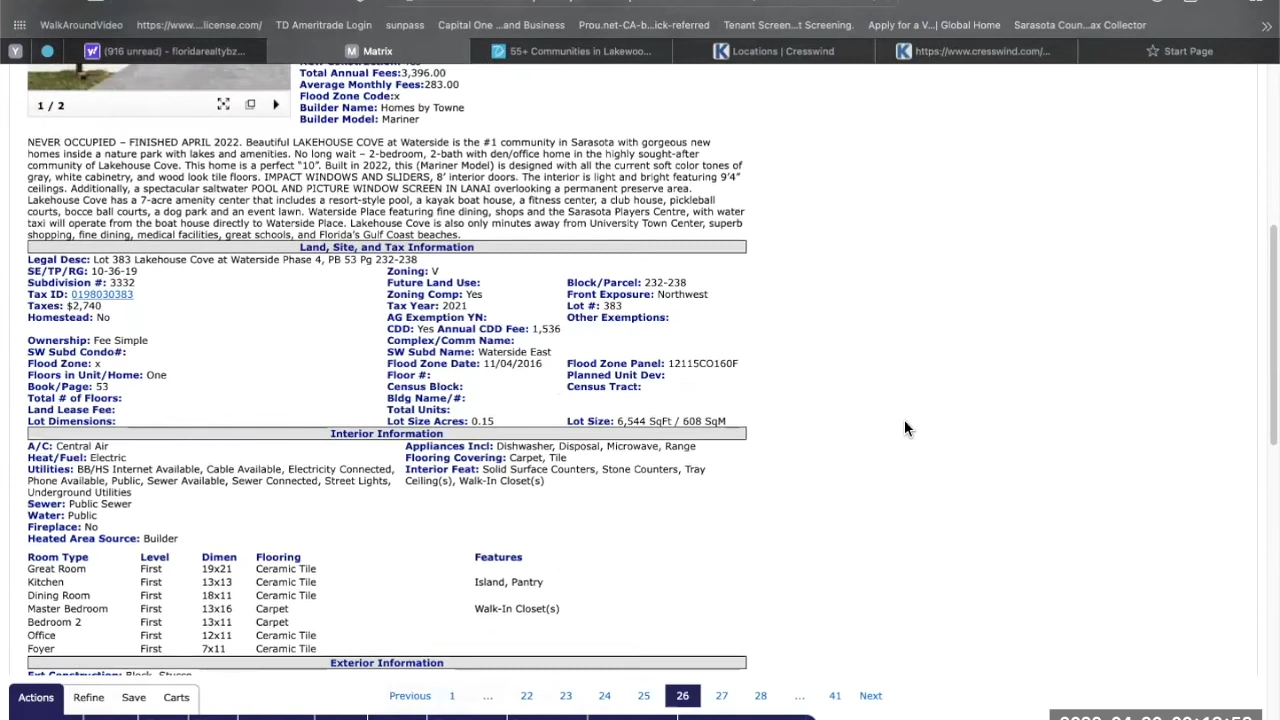 WalkAroundVideo https://www....license.com/ TD Ameritrade Login sunpass Capital One ...and Business Prou.net-CA-b...ick-referred Tenant Screen...t Screening. Apply for a V...| Global Home Sarasota Coun...ax Collector
Y (916 unread) - floridarealtybz... Matrix 55+ Communities in Lakewoo... Locations | Cresswind https://www.cresswind.com/... Start Page
Total Annual Fees:3,396.00
Average Monthly Fees:283.00
Flood Zone Code:x
1 / 2
Builder Name: Homes by Towne
Builder Model: Mariner
NEVER OCCUPIED – FINISHED APRIL 2022. Beautiful LAKEHOUSE COVE at Waterside is the #1 community in Sarasota with gorgeous new
homes inside a nature park with lakes and amenities. No long wait – 2-bedroom, 2-bath with den/office home in the highly sought-after
community of Lakehouse Cove. This home is a perfect "10". Built in 2022, this (Mariner Model) is designed with all the current soft color tones of
gray, white cabinetry, and wood look tile floors. IMPACT WINDOWS AND SLIDERS, 8' interior doors. The interior is light and bright featuring 9'4"
ceilings. Additionally, a spectacular saltwater POOL AND PICTURE WINDOW SCREEN IN LANAI overlooking a permanent preserve area.
Lakehouse Cove has a 7-acre amenity center that includes a resort-style pool, a kayak boat house, a fitness center, a club house, pickleball
courts, bocce ball courts, a dog park and an event lawn. Waterside Place featuring fine dining, shops and the Sarasota Players Centre, with water
taxi will operate from the boat house directly to Waterside Place. Lakehouse Cove is also only minutes away from University Town Center, superb
shopping, fine dining, medical facilities, great schools, and Florida's Gulf Coast beaches.
Land, Site, and Tax Information
Legal Desc: Lot 383 Lakehouse Cove at Waterside Phase 4, PB 53 Pg 232-238
SE/TP/RG: 10-36-19 Zoning: V
Subdivision #: 3332 Future Land Use: Block/Parcel: 232-238
Tax ID: 0198030383 Zoning Comp: Yes Front Exposure: Northwest
Taxes: $2,740 Tax Year: 2021 Lot #: 383
Homestead: No AG Exemption YN: Other Exemptions:
CDD: Yes Annual CDD Fee: 1,536
Ownership: Fee Simple Complex/Comm Name:
SW Subd Condo#: SW Subd Name: Waterside East
Flood Zone: x Flood Zone Date: 11/04/2016 Flood Zone Panel: 12115CO160F
Floors in Unit/Home: One Floor #: Planned Unit Dev:
Book/Page: 53 Census Block: Census Tract:
Total # of Floors: Bldg Name/#:
Land Lease Fee: Total Units:
Lot Dimensions: Lot Size Acres: 0.15 Lot Size: 6,544 SqFt / 608 SqM
Interior Information
A/C: Central Air Appliances Incl: Dishwasher, Disposal, Microwave, Range
Heat/Fuel: Electric Flooring Covering: Carpet, Tile
Utilities: BB/HS Internet Available, Cable Available, Electricity Connected, Interior Feat: Solid Surface Counters, Stone Counters, Tray
Phone Available, Public, Sewer Available, Sewer Connected, Street Lights, Ceiling(s), Walk-In Closet(s)
Underground Utilities
Sewer: Public Sewer
Water: Public
Fireplace: No
Heated Area Source: Builder
Room Type Level Dimen Flooring Features
Great Room First 19x21 Ceramic Tile
Kitchen First 13x13 Ceramic Tile Island, Pantry
Dining Room First 18x11 Ceramic Tile
Master Bedroom First 13x16 Carpet Walk-In Closet(s)
Bedroom 2 First 13x11 Carpet
Office First 12x11 Ceramic Tile
Foyer First 7x11 Ceramic Tile
Exterior Information
Ext Construction: Block, Stucco
Actions Refine Save Carts Previous 1 ... 22 23 24 25 26 27 28 ... 41 Next